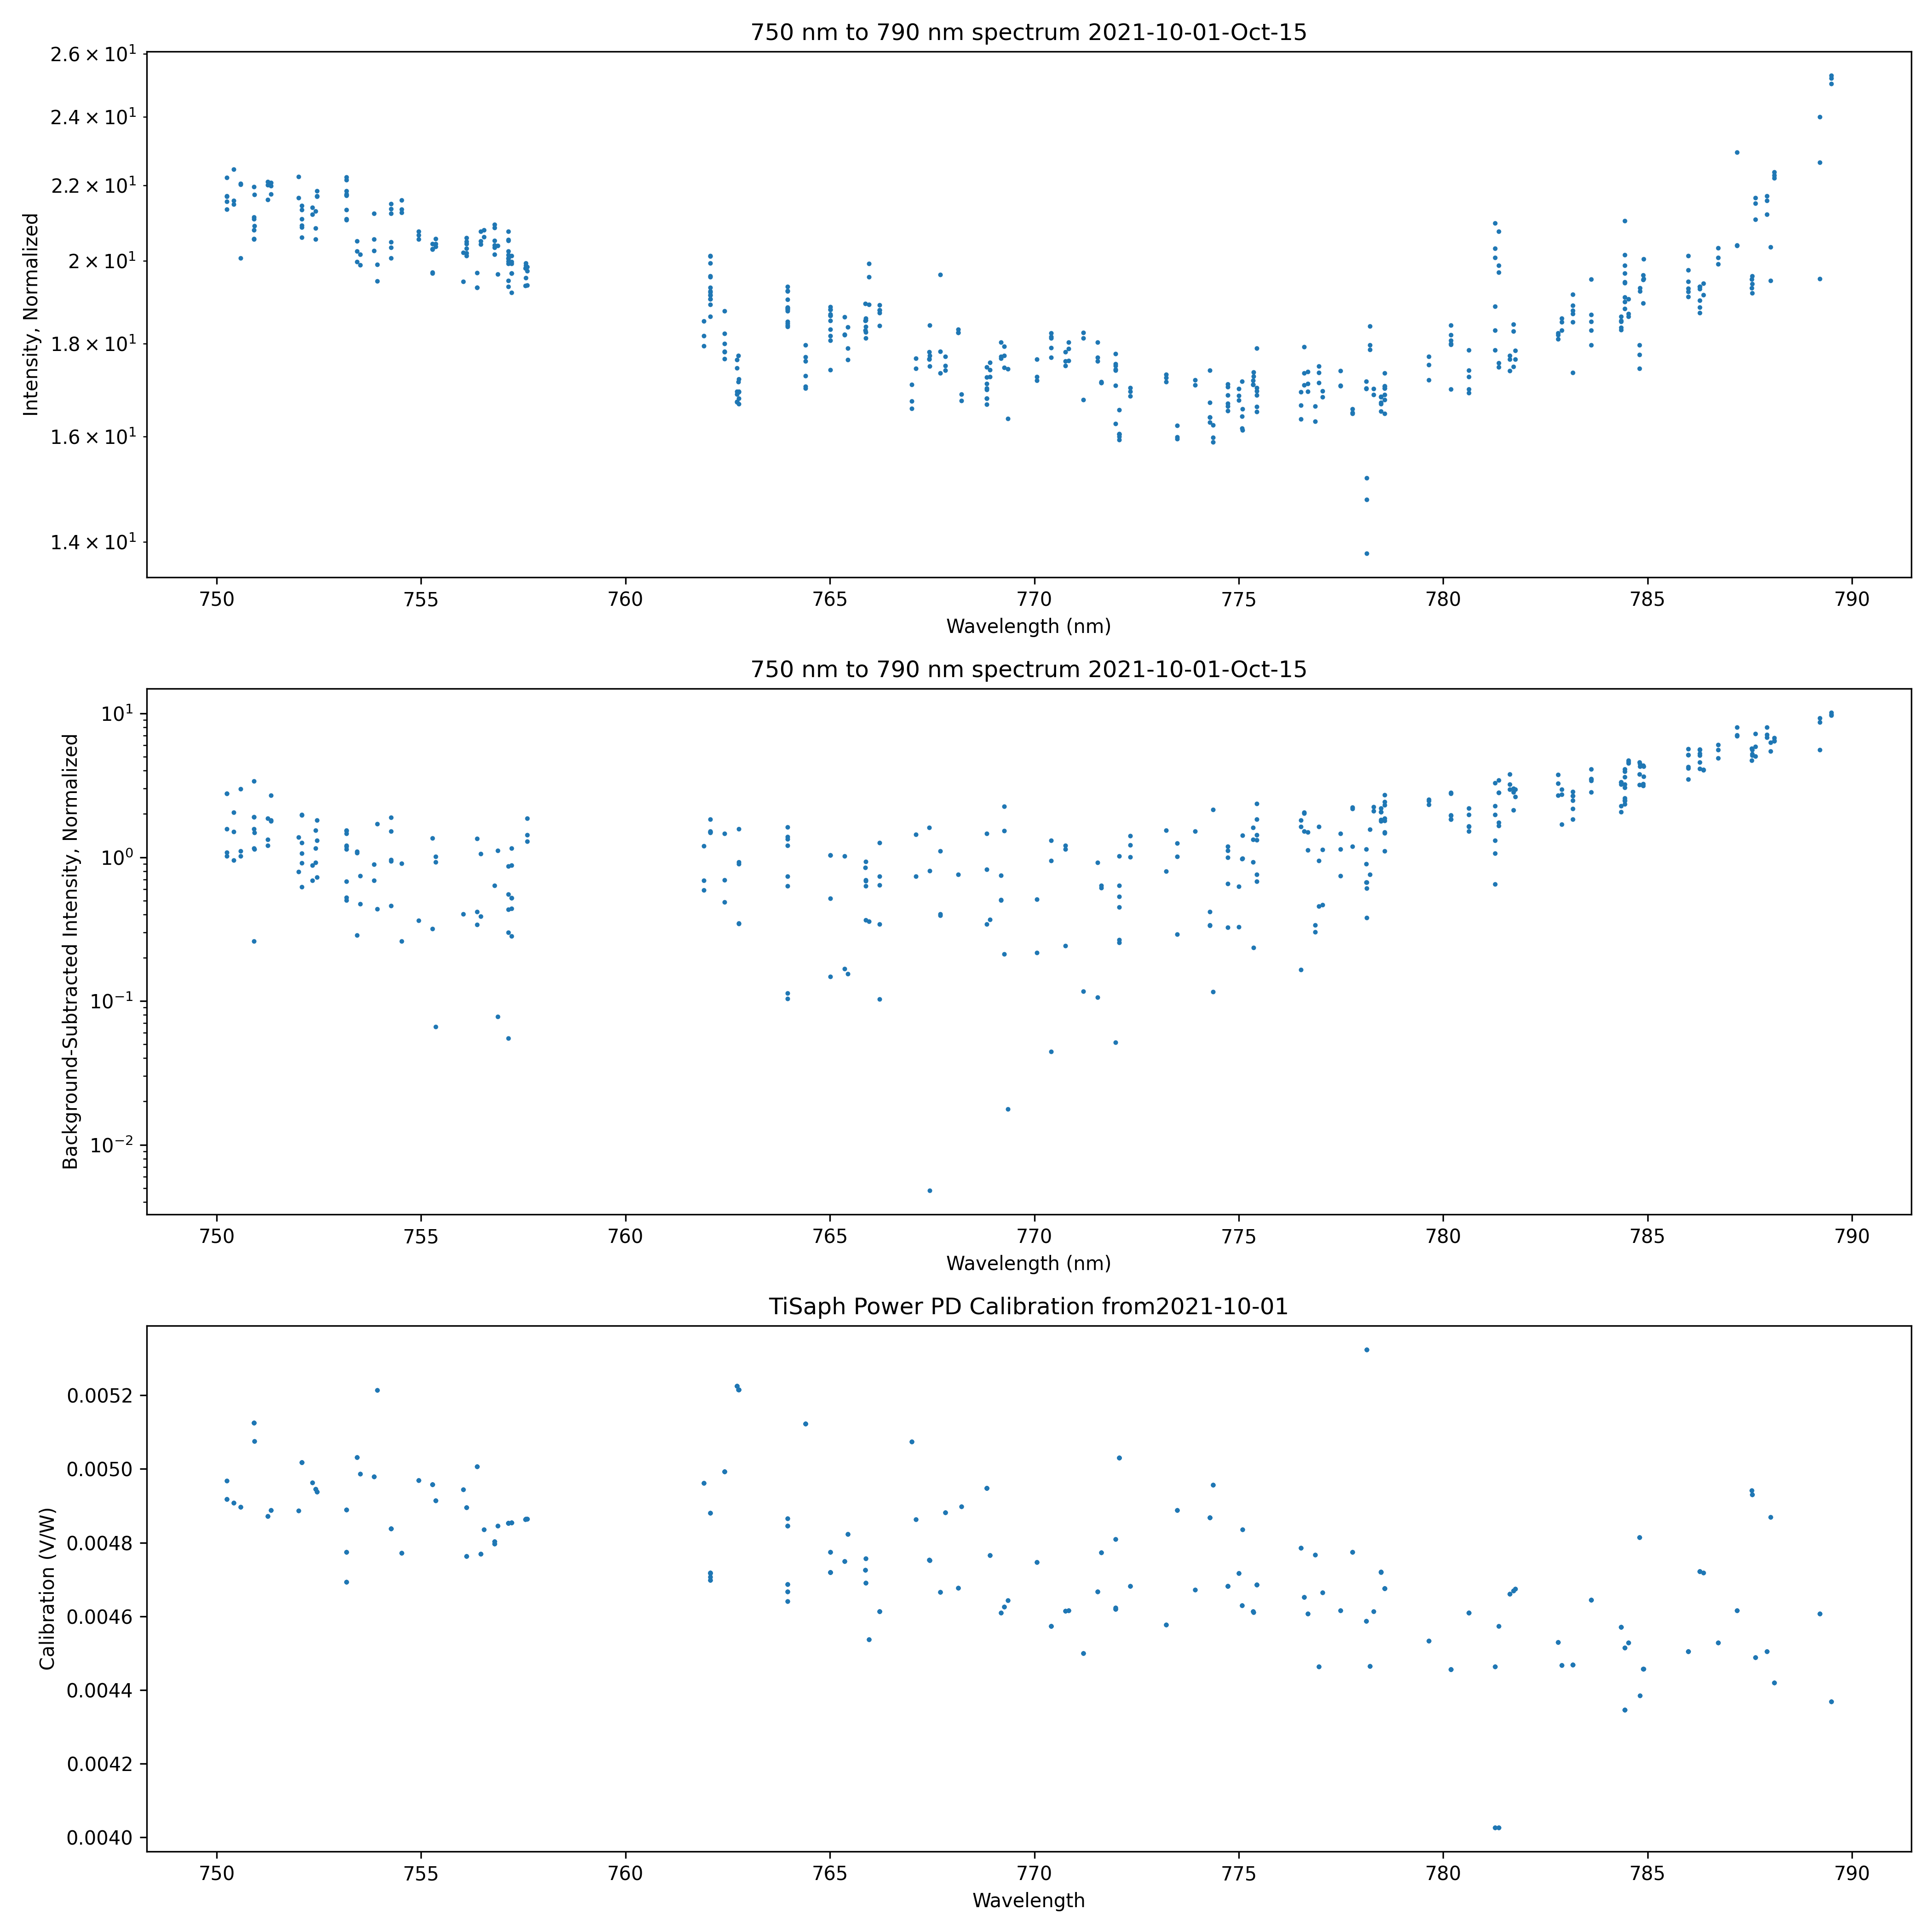 750 nm to 790 nm spectrum 2021-10-01-Oct-15
Intensity, Normalized
2.6 × 10¹
2.4 × 10¹
2.2 × 10¹
2 × 10¹
1.8 × 10¹
1.6 × 10¹
1.4 × 10¹
750 755 760 765 770 775 780 785 790
Wavelength (nm)
750 nm to 790 nm spectrum 2021-10-01-Oct-15
Background-Subtracted Intensity, Normalized
10¹
10⁰
10⁻¹
10⁻²
750 755 760 765 770 775 780 785 790
Wavelength (nm)
TiSaph Power PD Calibration from2021-10-01
Calibration (V/W)
0.0052
0.0050
0.0048
0.0046
0.0044
0.0042
0.0040
750 755 760 765 770 775 780 785 790
Wavelength